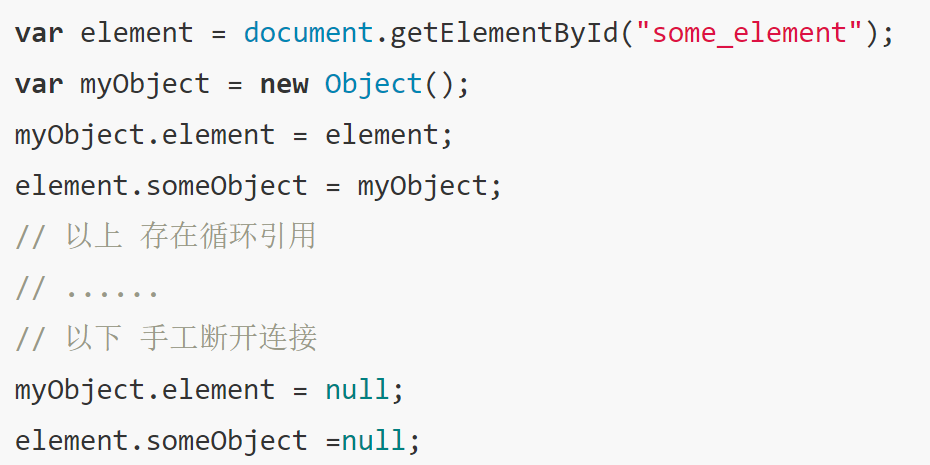 var element = document.getElementById("some_element");
var myObject = new Object();
myObject.element = element;
element.someObject = myObject;
// 以上 存在循环引用
// ......
// 以下 手工断开连接
myObject.element = null;
element.someObject =null;